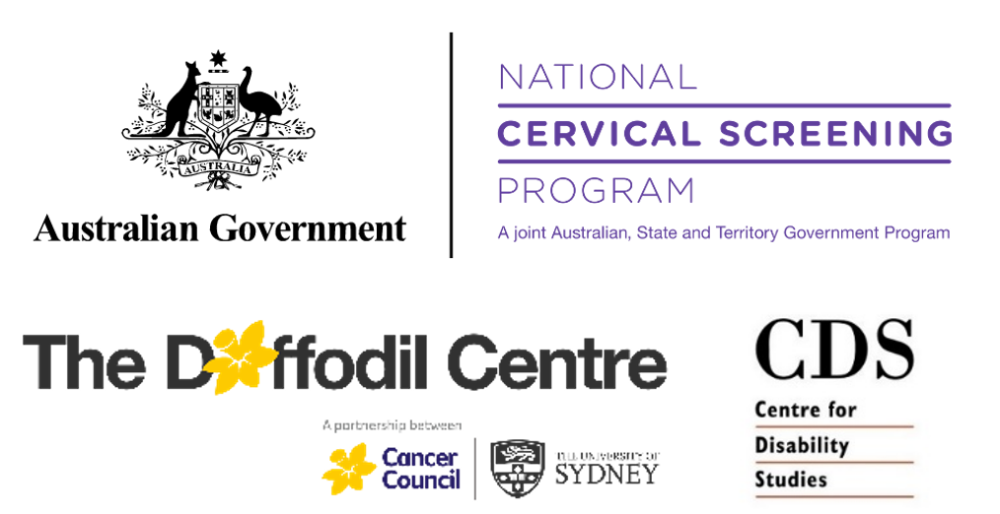 AUSTRALIA
Australian Government
NATIONAL
CERVICAL SCREENING
PROGRAM
A joint Australian, State and Territory Government Program
The Daffodil Centre
A partnership between
Cancer
Council
THE UNIVERSITY OF
SYDNEY
CDS
Centre for
Disability
Studies